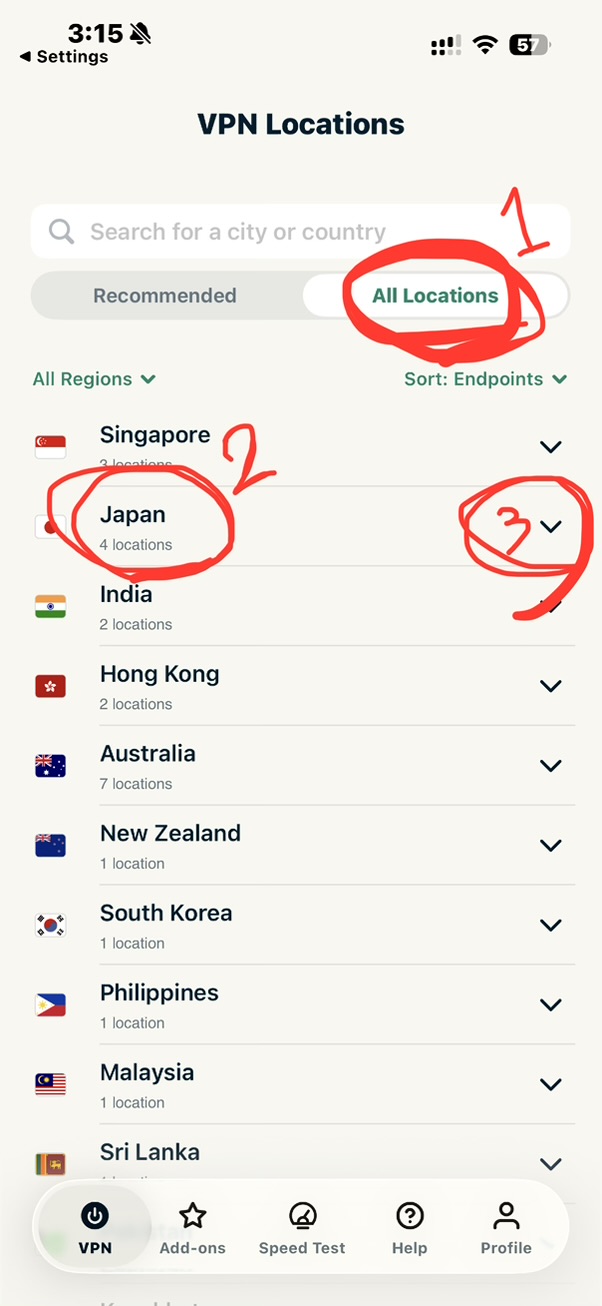 3:15
57
◀ Settings
VPN Locations
Search for a city or country
1
Recommended
All Locations
All Regions
Sort: Endpoints
Singapore
3 locations
2
Japan
4 locations
3
India
2 locations
Hong Kong
2 locations
Australia
7 locations
New Zealand
1 location
South Korea
1 location
Philippines
1 location
Malaysia
1 location
Sri Lanka
VPN
Add-ons
Speed Test
Help
Profile